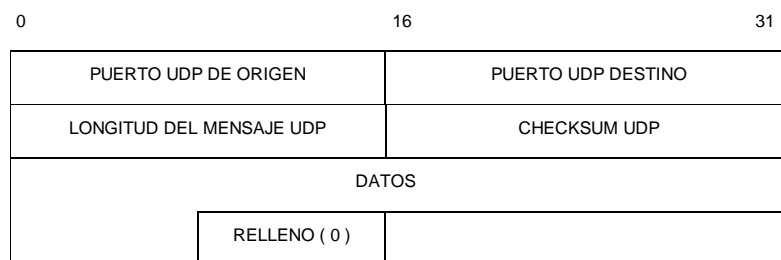 0 16 31
PUERTO UDP DE ORIGEN PUERTO UDP DESTINO
LONGITUD DEL MENSAJE UDP CHECKSUM UDP
DATOS
RELLENO ( 0 )